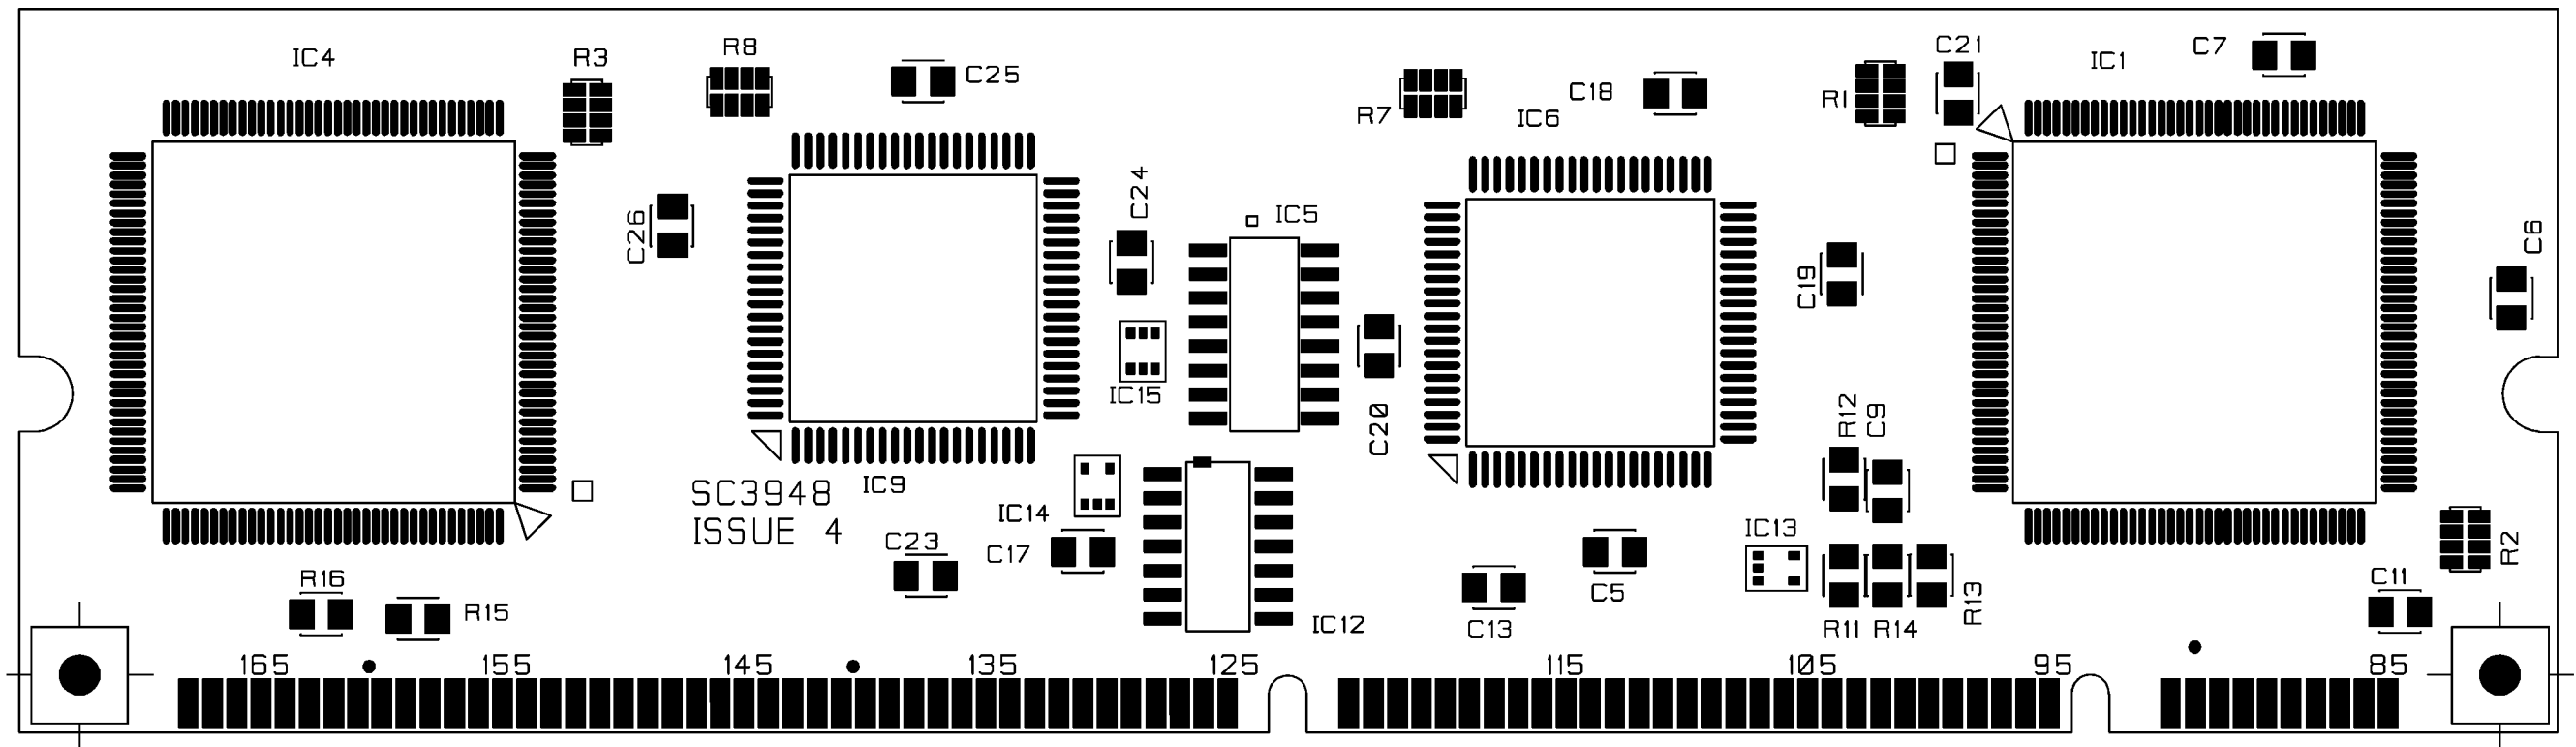 IC4
R3
R8
C25
R7
C18
IC6
R1
C21
IC1
C7
C26
C24
IC5
C19
C6
IC15
C20
R12
C9
IC9
SC3948
ISSUE 4
IC14
C17
C23
IC13
R2
R16
R15
IC12
C13
C5
R11
R14
R13
C11
165 155 145 135 125 115 105 95 85